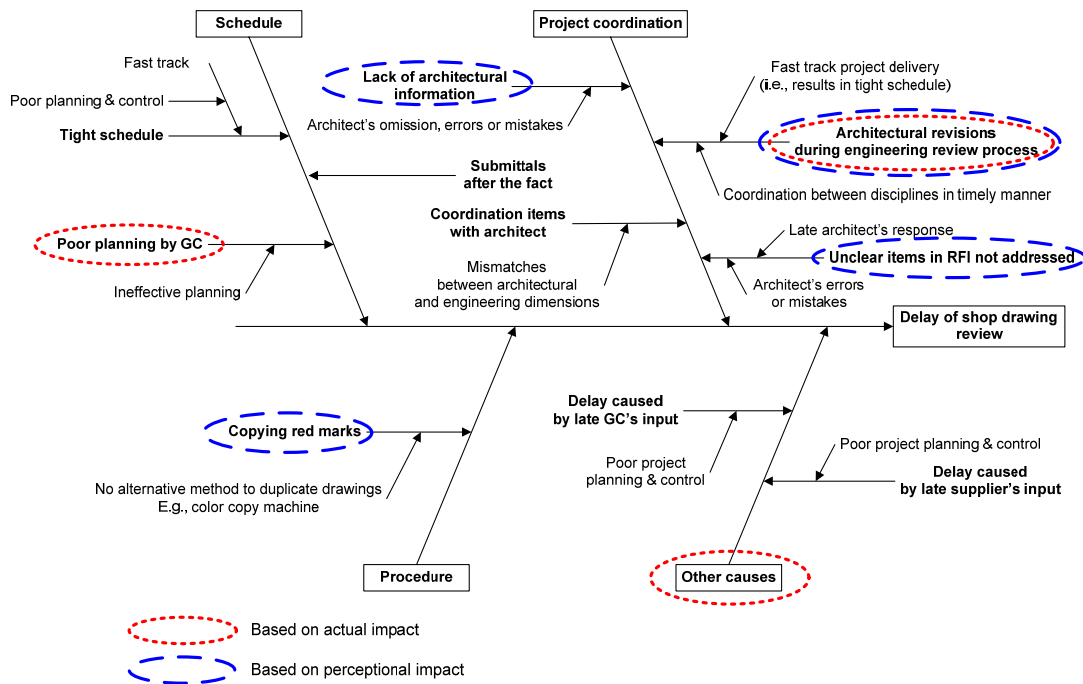 Schedule
Project coordination
Fast track
Poor planning & control
Tight schedule
Lack of architectural
information
Architect's omission, errors or mistakes
Fast track project delivery
(i.e., results in tight schedule)
Architectural revisions
during engineering review process
Coordination between disciplines in timely manner
Submittals
after the fact
Coordination items
with architect
Poor planning by GC
Ineffective planning
Mismatches
between architectural
and engineering dimensions
Late architect's response
Unclear items in RFI not addressed
Architect's errors
or mistakes
Delay of shop drawing
review
Copying red marks
No alternative method to duplicate drawings
E.g., color copy machine
Delay caused
by late GC's input
Poor project
planning & control
Poor project planning & control
Delay caused
by late supplier's input
Procedure
Other causes
Based on actual impact
Based on perceptional impact